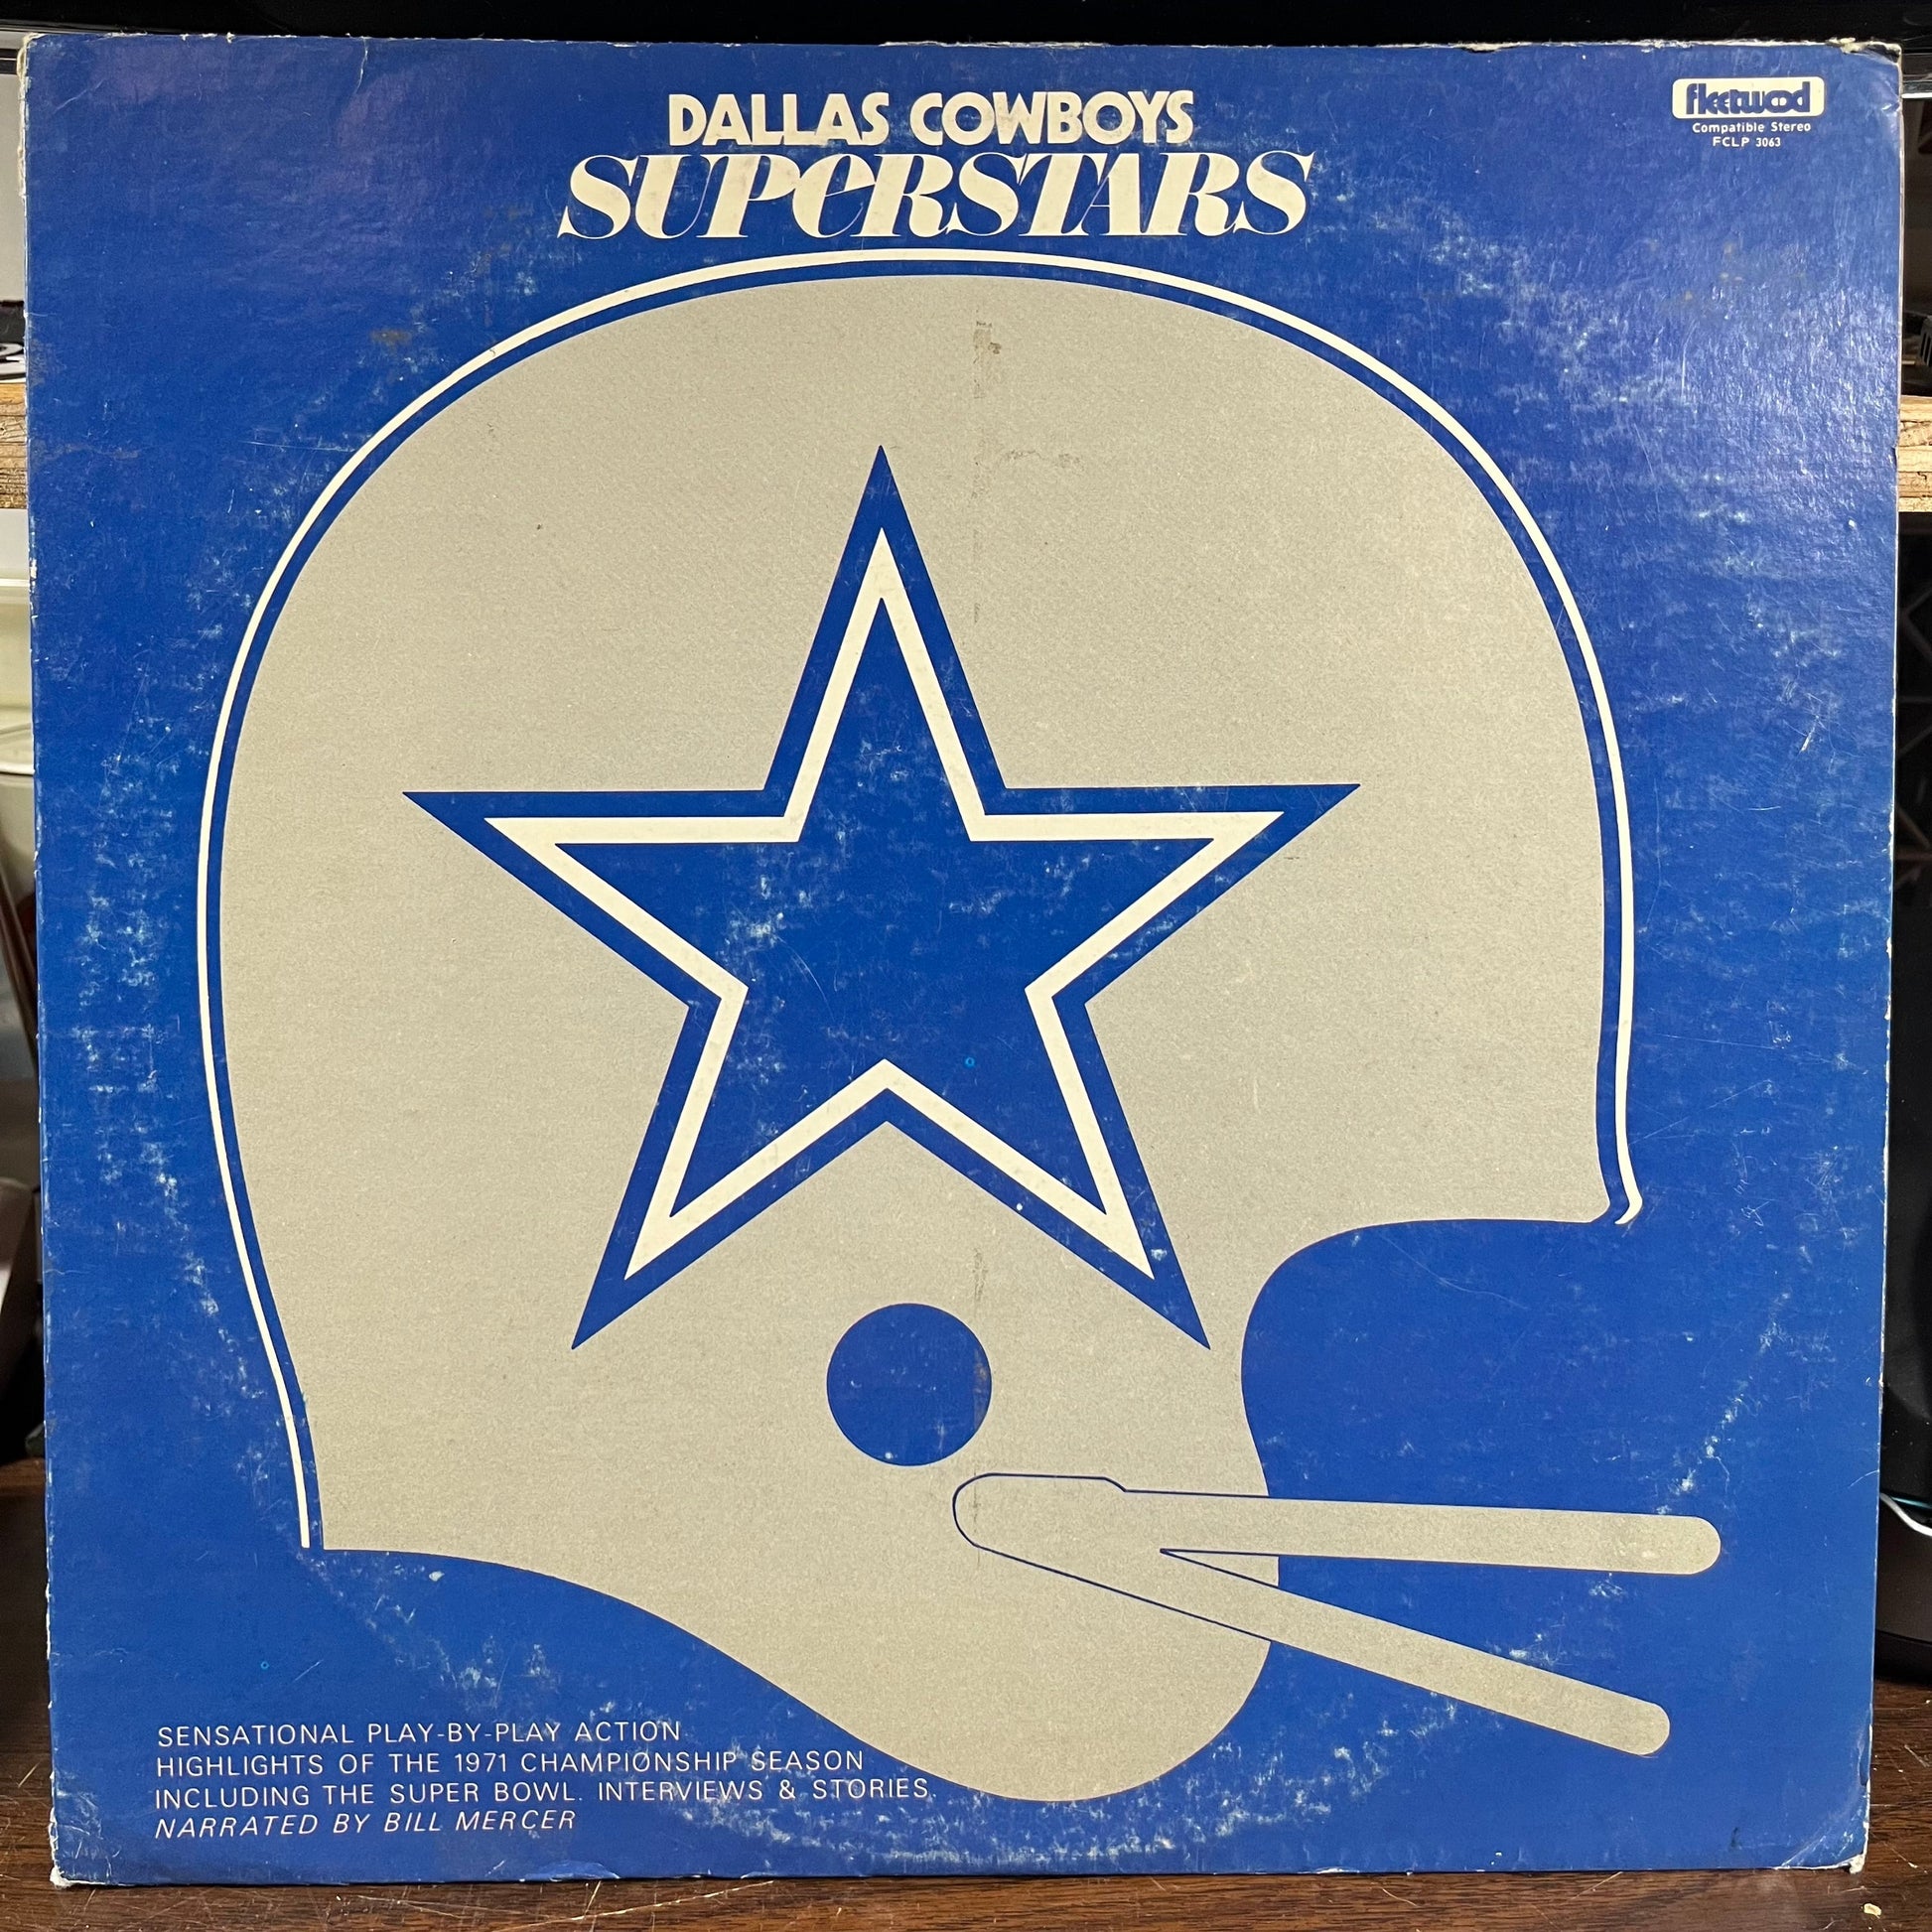 DALLAS COWBOYS
SUPERSTARS
fleetwood
Compatible Stereo
FCLP 3063
SENSATIONAL PLAY-BY-PLAY ACTION
HIGHLIGHTS OF THE 1971 CHAMPIONSHIP SEASON
INCLUDING THE SUPER BOWL. INTERVIEWS & STORIES.
NARRATED BY BILL MERCER